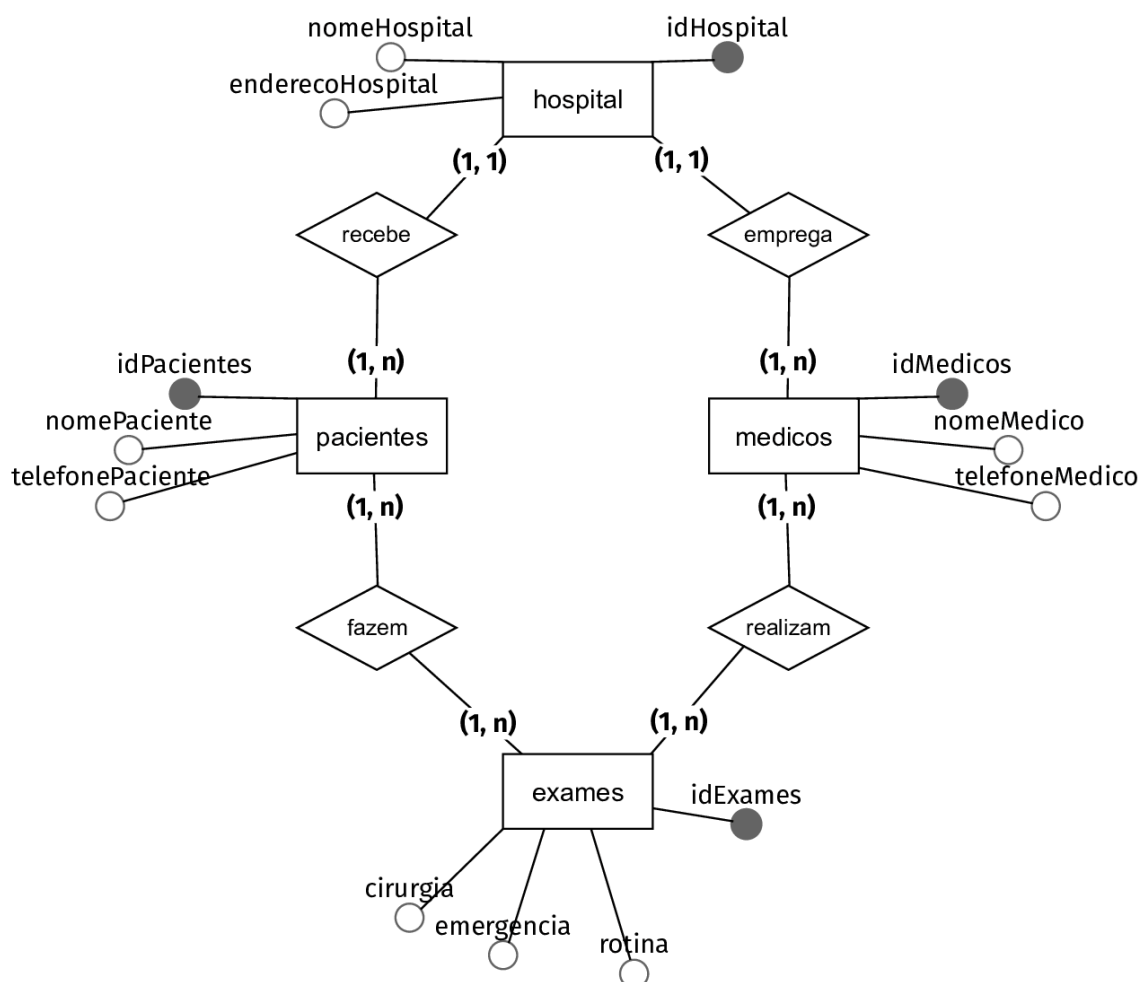 nomeHospital
idHospital
enderecoHospital
hospital
(1, 1)
(1, 1)
recebe
emprega
(1, n)
(1, n)
idPacientes
idMedicos
nomePaciente
nomeMedico
pacientes
medicos
telefonePaciente
telefoneMedico
(1, n)
(1, n)
fazem
realizam
(1, n)
(1, n)
exames
idExames
cirurgia
emergencia
rotina